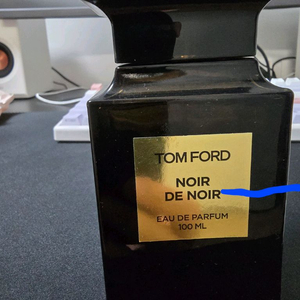 TOM FORD
NOIR
DE NOIR
EAU DE PARFUM
100 ML